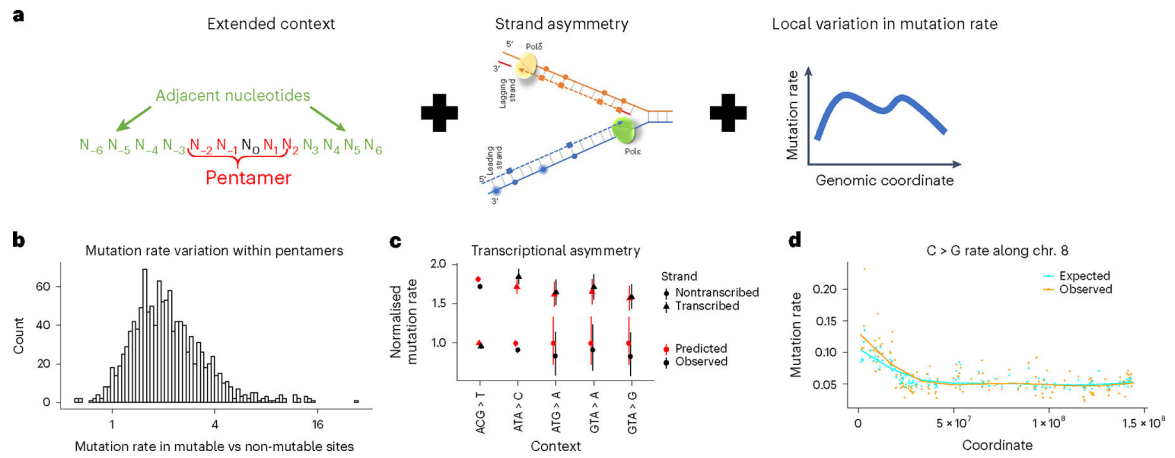 a
Extended context
Strand asymmetry
Local variation in mutation rate
Adjacent nucleotides
N−6 N−5 N−4 N−3 N−2 N−1 N0 N1 N2 N3 N4 N5 N6
Pentamer
5′
3′
Polδ
Lagging
strand
Polε
Leading
strand
5′
3′
Mutation rate
Genomic coordinate
b
Mutation rate variation within pentamers
Count
60
40
20
0
1
4
16
Mutation rate in mutable vs non-mutable sites
c
Transcriptional asymmetry
Normalised
mutation rate
2.0
1.5
1.0
ACG > T
ATA > C
ATG > A
GTA > A
GTA > G
Context
Strand
Nontranscribed
Transcribed
Predicted
Observed
d
C > G rate along chr. 8
Expected
Observed
Mutation rate
0.20
0.15
0.10
0.05
0
5 × 10⁷
1 × 10⁸
1.5 × 10⁸
Coordinate